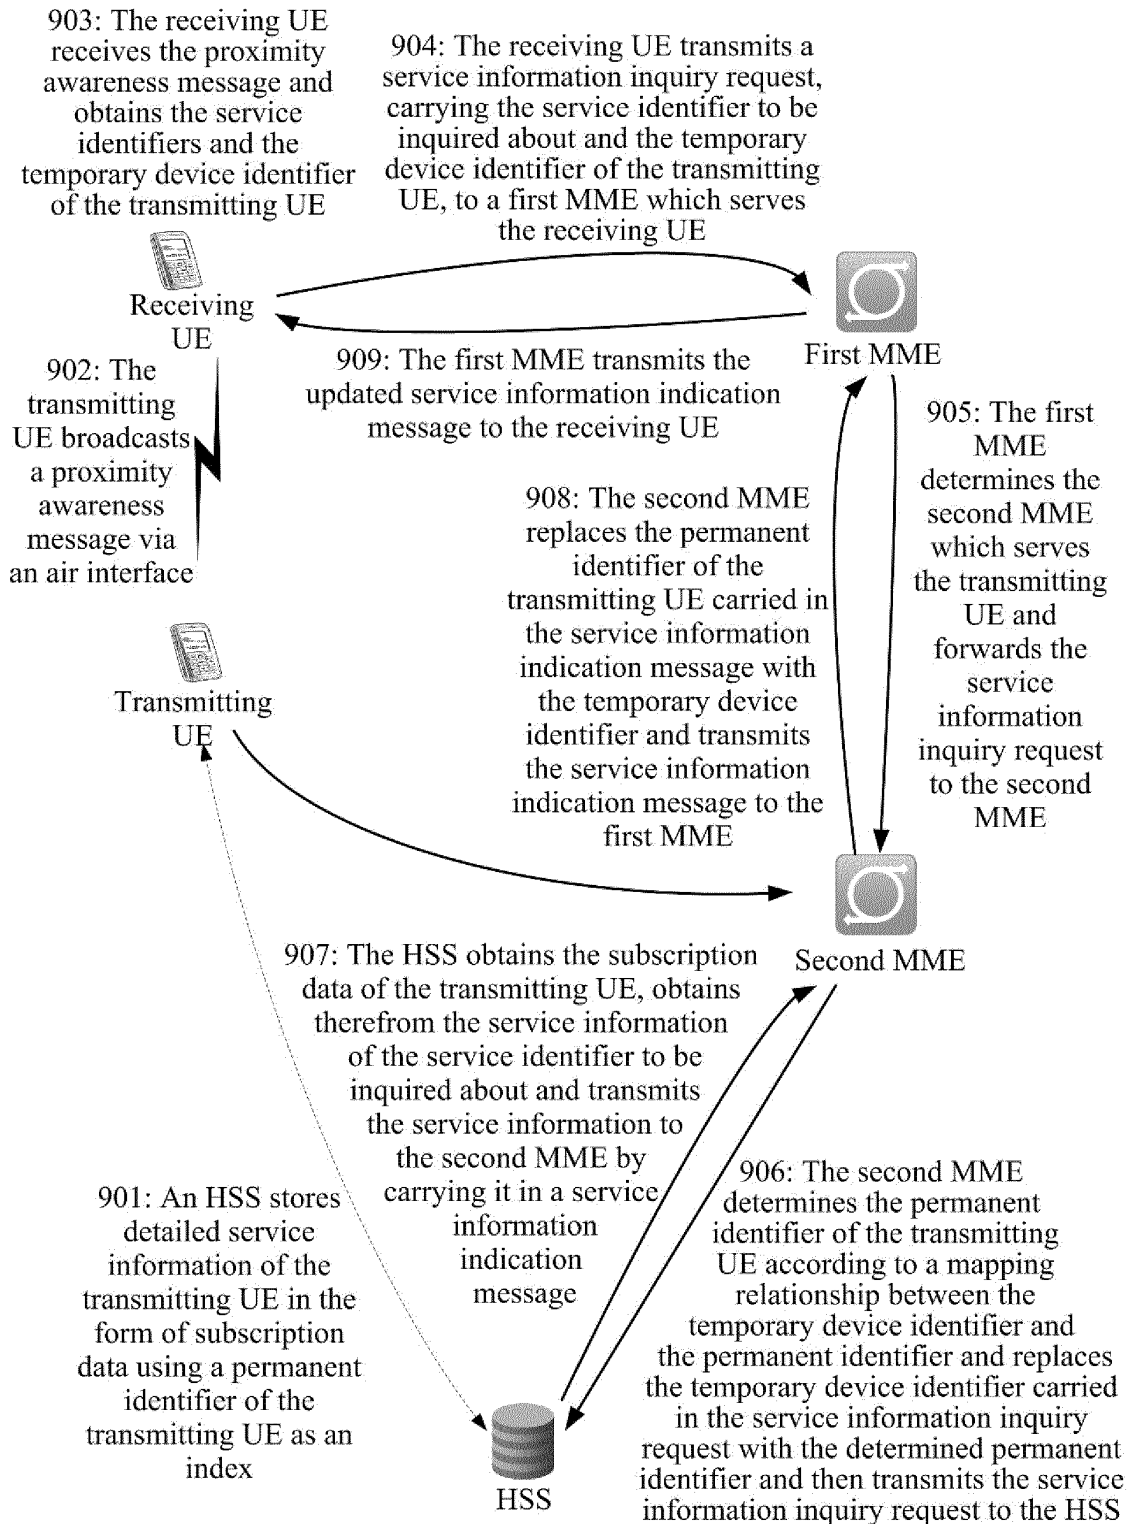 903: The receiving UE
receives the proximity
awareness message and
obtains the service
identifiers and the
temporary device identifier
of the transmitting UE
904: The receiving UE transmits a
service information inquiry request,
carrying the service identifier to be
inquired about and the temporary
device identifier of the transmitting
UE, to a first MME which serves
the receiving UE
Receiving
UE
First MME
909: The first MME transmits the
updated service information indication
message to the receiving UE
902: The
transmitting
UE broadcasts
a proximity
awareness
message via
an air interface
905: The first
MME
determines the
second MME
which serves
the transmitting
UE and
forwards the
service
information
inquiry request
to the second
MME
908: The second MME
replaces the permanent
identifier of the
transmitting UE carried in
the service information
indication message with
the temporary device
identifier and transmits
the service information
indication message to the
first MME
Transmitting
UE
Second MME
907: The HSS obtains the subscription
data of the transmitting UE, obtains
therefrom the service information
of the service identifier to be
inquired about and transmits
the service information to
the second MME by
carrying it in a service
information
indication
message
901: An HSS stores
detailed service
information of the
transmitting UE in the
form of subscription
data using a permanent
identifier of the
transmitting UE as an
index
906: The second MME
determines the permanent
identifier of the transmitting
UE according to a mapping
relationship between the
temporary device identifier and
the permanent identifier and replaces
the temporary device identifier carried
in the service information inquiry
request with the determined permanent
identifier and then transmits the service
information inquiry request to the HSS
HSS